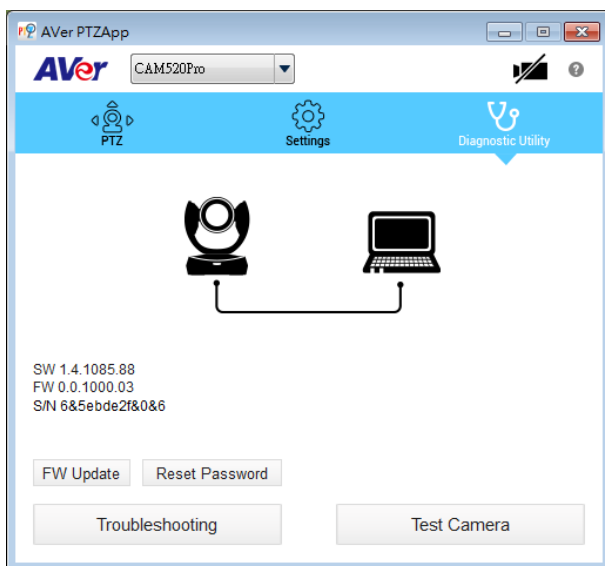 AVer PTZApp
AVer CAM520Pro
PTZ Settings Diagnostic Utility
SW 1.4.1085.88
FW 0.0.1000.03
S/N 6&5ebde2f&0&6
FW Update Reset Password
Troubleshooting Test Camera